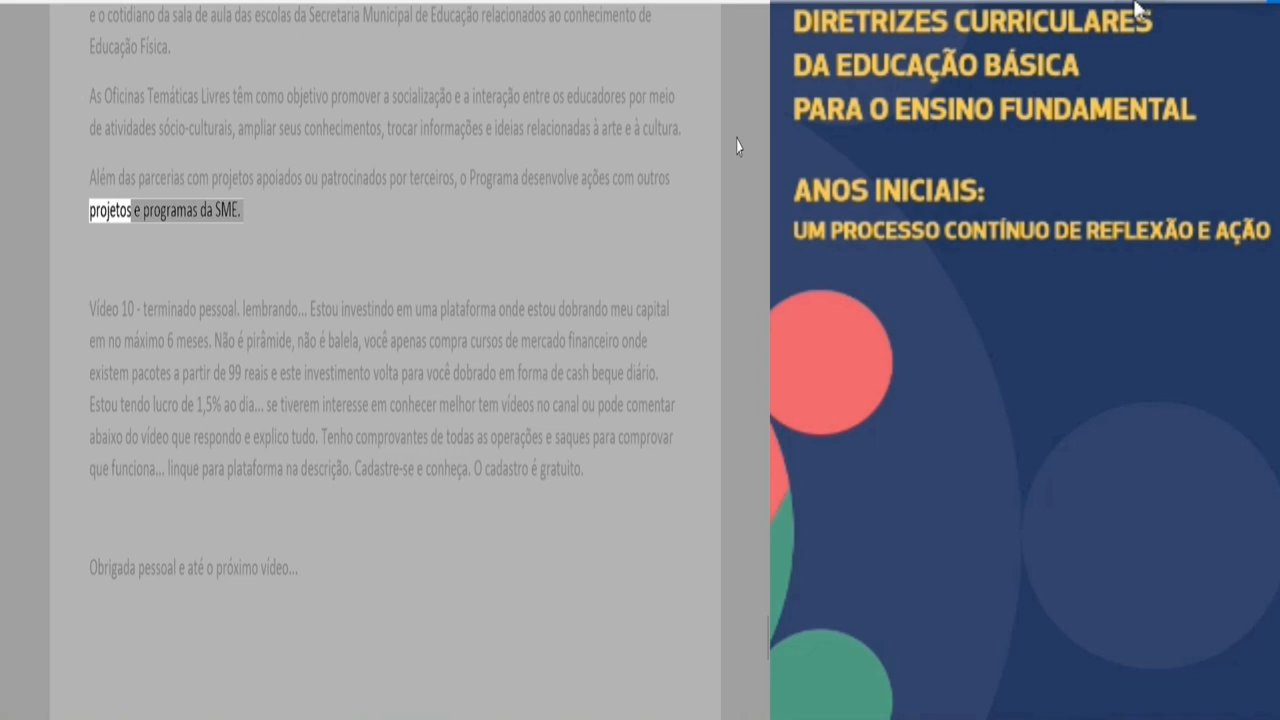 e o cotidiano da sala de aula das escolas da Secretaria Municipal de Educação relacionados ao conhecimento de
Educação Física.
As Oficinas Temáticas Livres têm como objetivo promover a socialização e a interação entre os educadores por meio
de atividades sócio-culturais, ampliar seus conhecimentos, trocar informações e ideias relacionadas à arte e à cultura.
Além das parcerias com projetos apoiados ou patrocinados por terceiros, o Programa desenvolve ações com outros
projetos e programas da SME.
Vídeo 10 - terminado pessoal. lembrando... Estou investindo em uma plataforma onde estou dobrando meu capital
em no máximo 6 meses. Não é pirâmide, não é balela, você apenas compra cursos de mercado financeiro onde
existem pacotes a partir de 99 reais e este investimento volta para você dobrado em forma de cash beque diário.
Estou tendo lucro de 1,5% ao dia... se tiverem interesse em conhecer melhor tem vídeos no canal ou pode comentar
abaixo do vídeo que respondo e explico tudo. Tenho comprovantes de todas as operações e saques para comprovar
que funciona... linque para plataforma na descrição. Cadastre-se e conheça. O cadastro é gratuito.
Obrigada pessoal e até o próximo vídeo...
DIRETRIZES CURRICULARES
DA EDUCAÇÃO BÁSICA
PARA O ENSINO FUNDAMENTAL
ANOS INICIAIS:
UM PROCESSO CONTÍNUO DE REFLEXÃO E AÇÃO